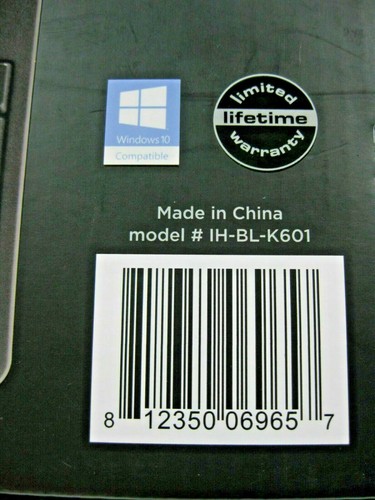 Windows 10
Compatible
limited
lifetime
warranty
Made in China
model # IH-BL-K601
8 12350 06965 7